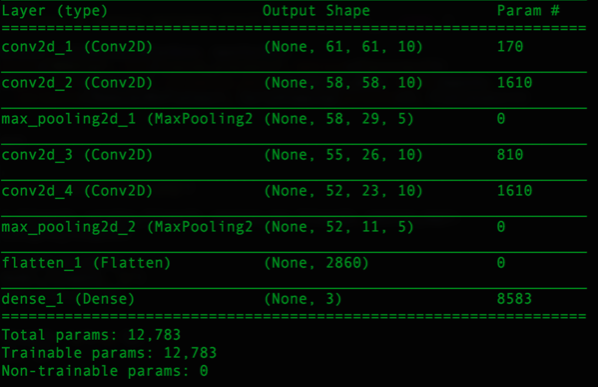 Layer (type) Output Shape Param #
=================================================================
conv2d_1 (Conv2D) (None, 61, 61, 10) 170
conv2d_2 (Conv2D) (None, 58, 58, 10) 1610
max_pooling2d_1 (MaxPooling2 (None, 58, 29, 5) 0
conv2d_3 (Conv2D) (None, 55, 26, 10) 810
conv2d_4 (Conv2D) (None, 52, 23, 10) 1610
max_pooling2d_2 (MaxPooling2 (None, 52, 11, 5) 0
flatten_1 (Flatten) (None, 2860) 0
dense_1 (Dense) (None, 3) 8583
=================================================================
Total params: 12,783
Trainable params: 12,783
Non-trainable params: 0